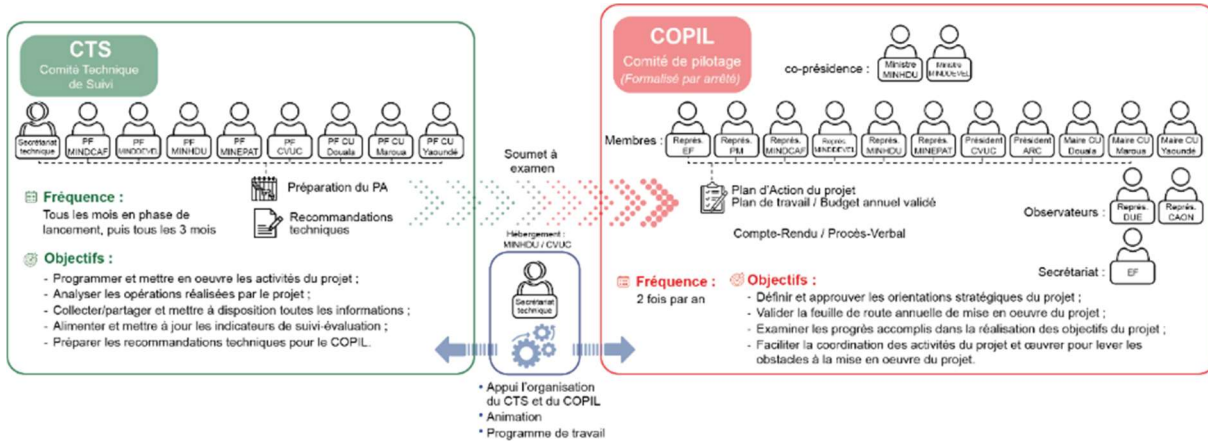 CTS
Comité Technique
de Suivi
Secrétariat
technique
PF
MINDCAF
PF
MINDDEVEL
PF
MINHDU
PF
MINEPAT
PF
CVUC
PF CU
Douala
PF CU
Maroua
PF CU
Yaoundé
Préparation du PA
Recommandations
techniques
Fréquence :
Tous les mois en phase de
lancement, puis tous les 3 mois
Objectifs :
- Programmer et mettre en oeuvre les activités du projet ;
- Analyser les opérations réalisées par le projet ;
- Collecter/partager et mettre à disposition toutes les informations ;
- Alimenter et mettre à jour les indicateurs de suivi-évaluation ;
- Préparer les recommandations techniques pour le COPIL.
Soumet à
examen
Hébergement :
MINHDU / CVUC
Secrétariat
technique
• Appui l'organisation
du CTS et du COPIL
• Animation
• Programme de travail
COPIL
Comité de pilotage
(Formalisé par arrêté)
co-présidence :
Ministre
MINHDU
Ministre
MINDDEVEL
Membres :
Représ.
EF
Représ.
PM
Représ.
MINDCAF
Représ.
MINDDEVEL
Représ.
MINHDU
Représ.
MINEPAT
Président
CVUC
Président
ARC
Maire CU
Douala
Maire CU
Maroua
Maire CU
Yaoundé
Plan d'Action du projet
Plan de travail / Budget annuel validé
Compte-Rendu / Procès-Verbal
Observateurs :
Représ.
DUE
Représ.
CAON
Secrétariat :
EF
Fréquence :
2 fois par an
Objectifs :
- Définir et approuver les orientations stratégiques du projet ;
- Valider la feuille de route annuelle de mise en oeuvre du projet ;
- Examiner les progrès accomplis dans la réalisation des objectifs du projet ;
- Faciliter la coordination des activités du projet et œuvrer pour lever les
obstacles à la mise en oeuvre du projet.